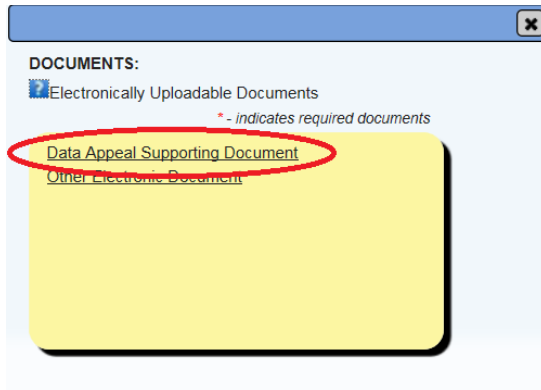 DOCUMENTS:
Electronically Uploadable Documents
* - indicates required documents
Data Appeal Supporting Document
Other Electronic Document